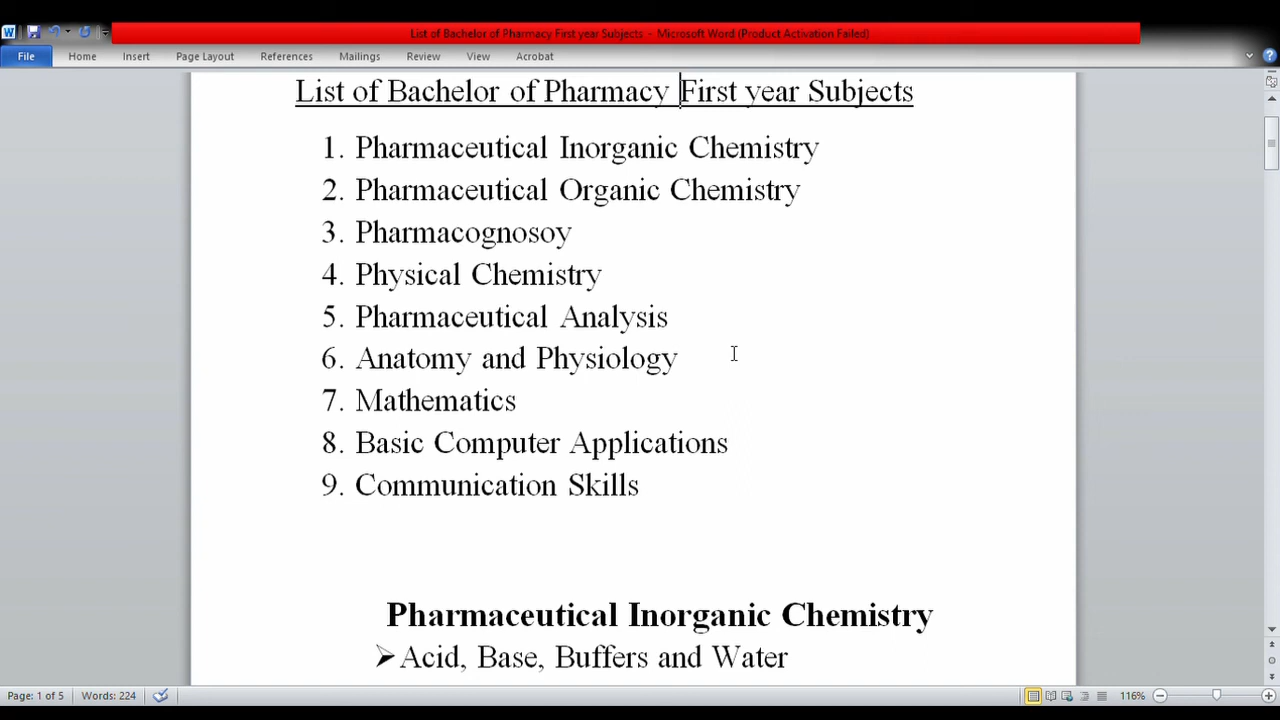 List of Bachelor of Pharmacy First year Subjects - Microsoft Word (Product Activation Failed)
File Home Insert Page Layout References Mailings Review View Acrobat
List of Bachelor of Pharmacy First year Subjects
1. Pharmaceutical Inorganic Chemistry
2. Pharmaceutical Organic Chemistry
3. Pharmacognosoy
4. Physical Chemistry
5. Pharmaceutical Analysis
6. Anatomy and Physiology
7. Mathematics
8. Basic Computer Applications
9. Communication Skills
Pharmaceutical Inorganic Chemistry
➢ Acid, Base, Buffers and Water
Page: 1 of 5 Words: 224 116%